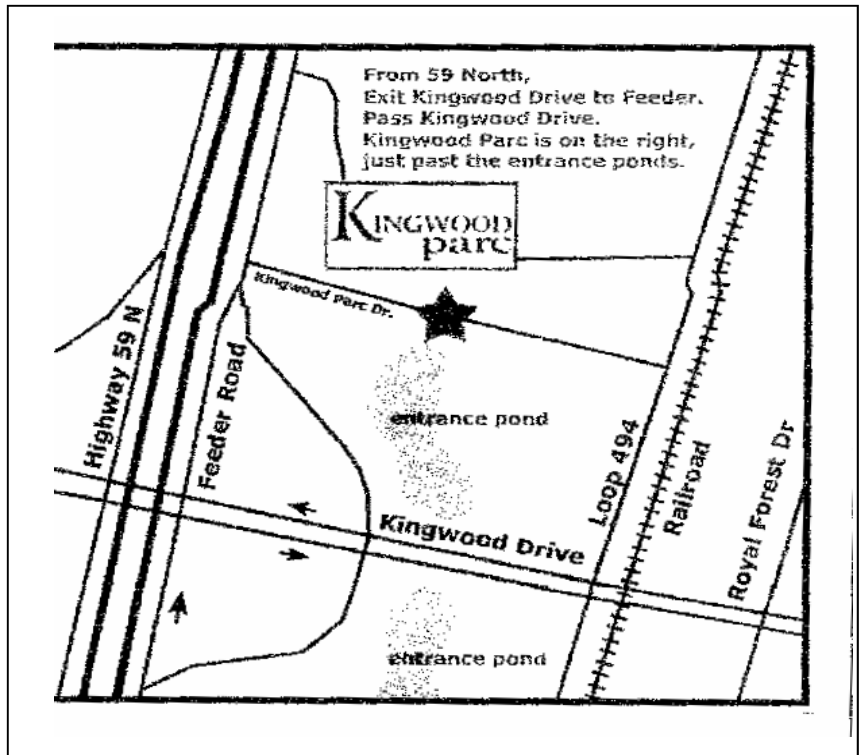 From 59 North,
Exit Kingwood Drive to Feeder.
Pass Kingwood Drive.
Kingwood Parc is on the right,
just past the entrance ponds.
KINGWOOD
parc
Kingwood Parc Dr.
Highway 59 N
Feeder Road
entrance pond
Loop 494
Railroad
Royal Forest Dr
Kingwood Drive
entrance pond